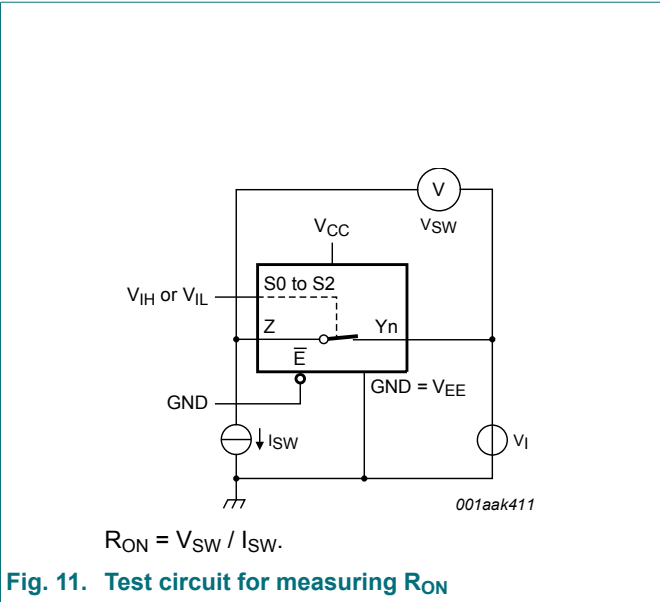 V
VSW
VCC
S0 to S2
VIH or VIL
Z
Yn
E̅
GND = VEE
GND
ISW
VI
001aak411
RON = VSW / ISW.
Fig. 11. Test circuit for measuring RON